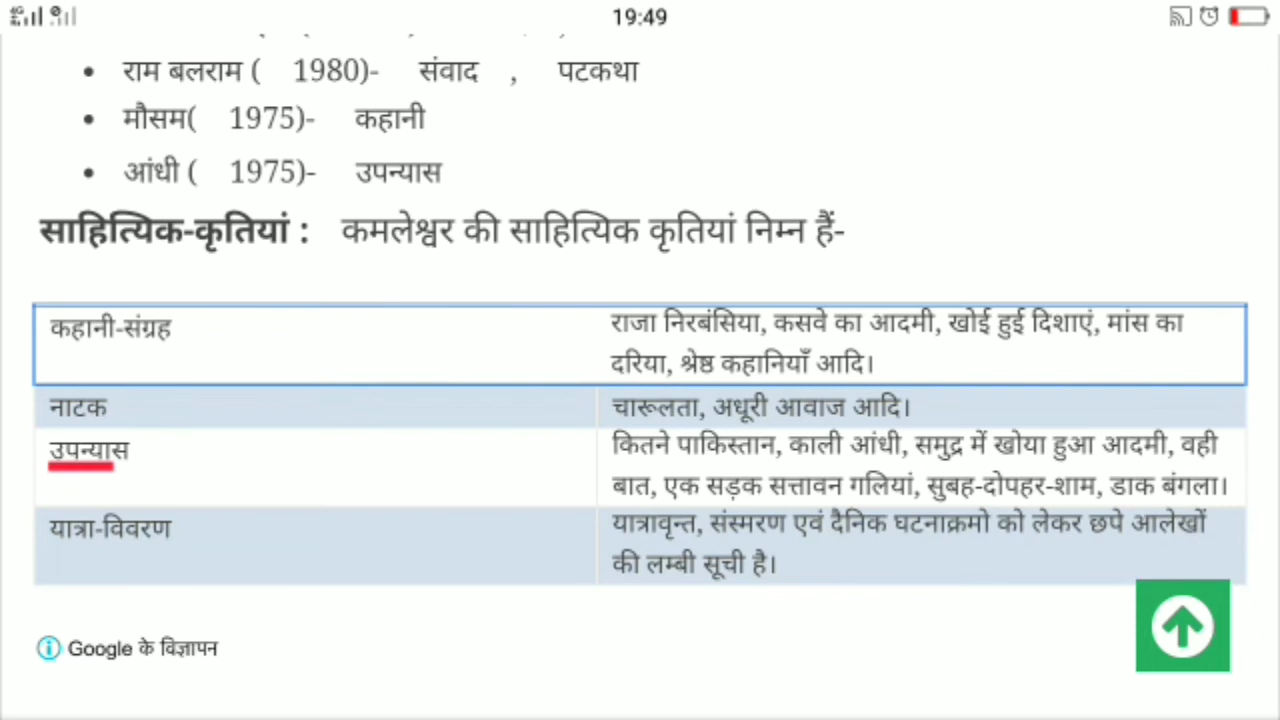 19:49
• राम बलराम ( 1980)- संवाद , पटकथा
• मौसम( 1975)- कहानी
• आंधी ( 1975)- उपन्यास
साहित्यिक-कृतियां : कमलेश्वर की साहित्यिक कृतियां निम्न हैं-
कहानी-संग्रह
राजा निरबंसिया, कसवे का आदमी, खोई हुई दिशाएं, मांस का
दरिया, श्रेष्ठ कहानियाँ आदि।
नाटक
चारूलता, अधूरी आवाज आदि।
उपन्यास
कितने पाकिस्तान, काली आंधी, समुद्र में खोया हुआ आदमी, वही
बात, एक सड़क सत्तावन गलियां, सुबह-दोपहर-शाम, डाक बंगला।
यात्रा-विवरण
यात्रावृन्त, संस्मरण एवं दैनिक घटनाक्रमो को लेकर छपे आलेखों
की लम्बी सूची है।
Google के विज्ञापन